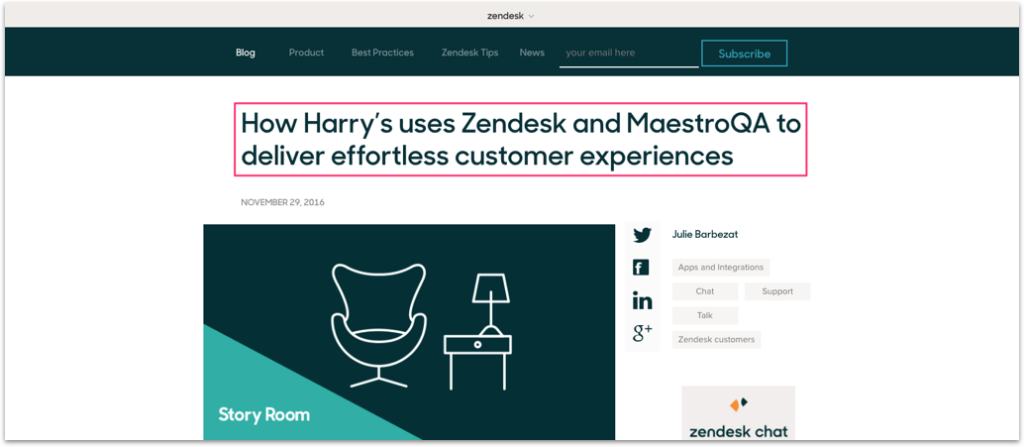 zendesk
Blog Product Best Practices Zendesk Tips News your email here Subscribe
How Harry's uses Zendesk and MaestroQA to
deliver effortless customer experiences
NOVEMBER 29, 2016
Julie Barbezat
Apps and Integrations
Chat Support
Talk
Zendesk customers
Story Room
zendesk chat